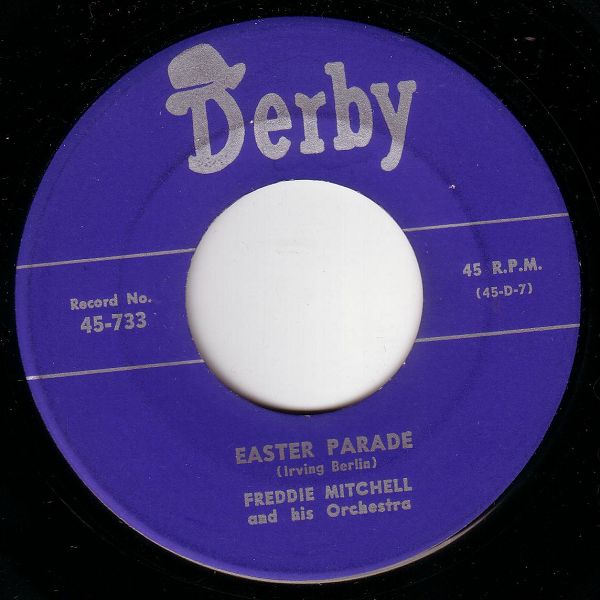 Derby
45 R.P.M.
(45-D-7)
Record No.
45-733
EASTER PARADE
(Irving Berlin)
FREDDIE MITCHELL
and his Orchestra